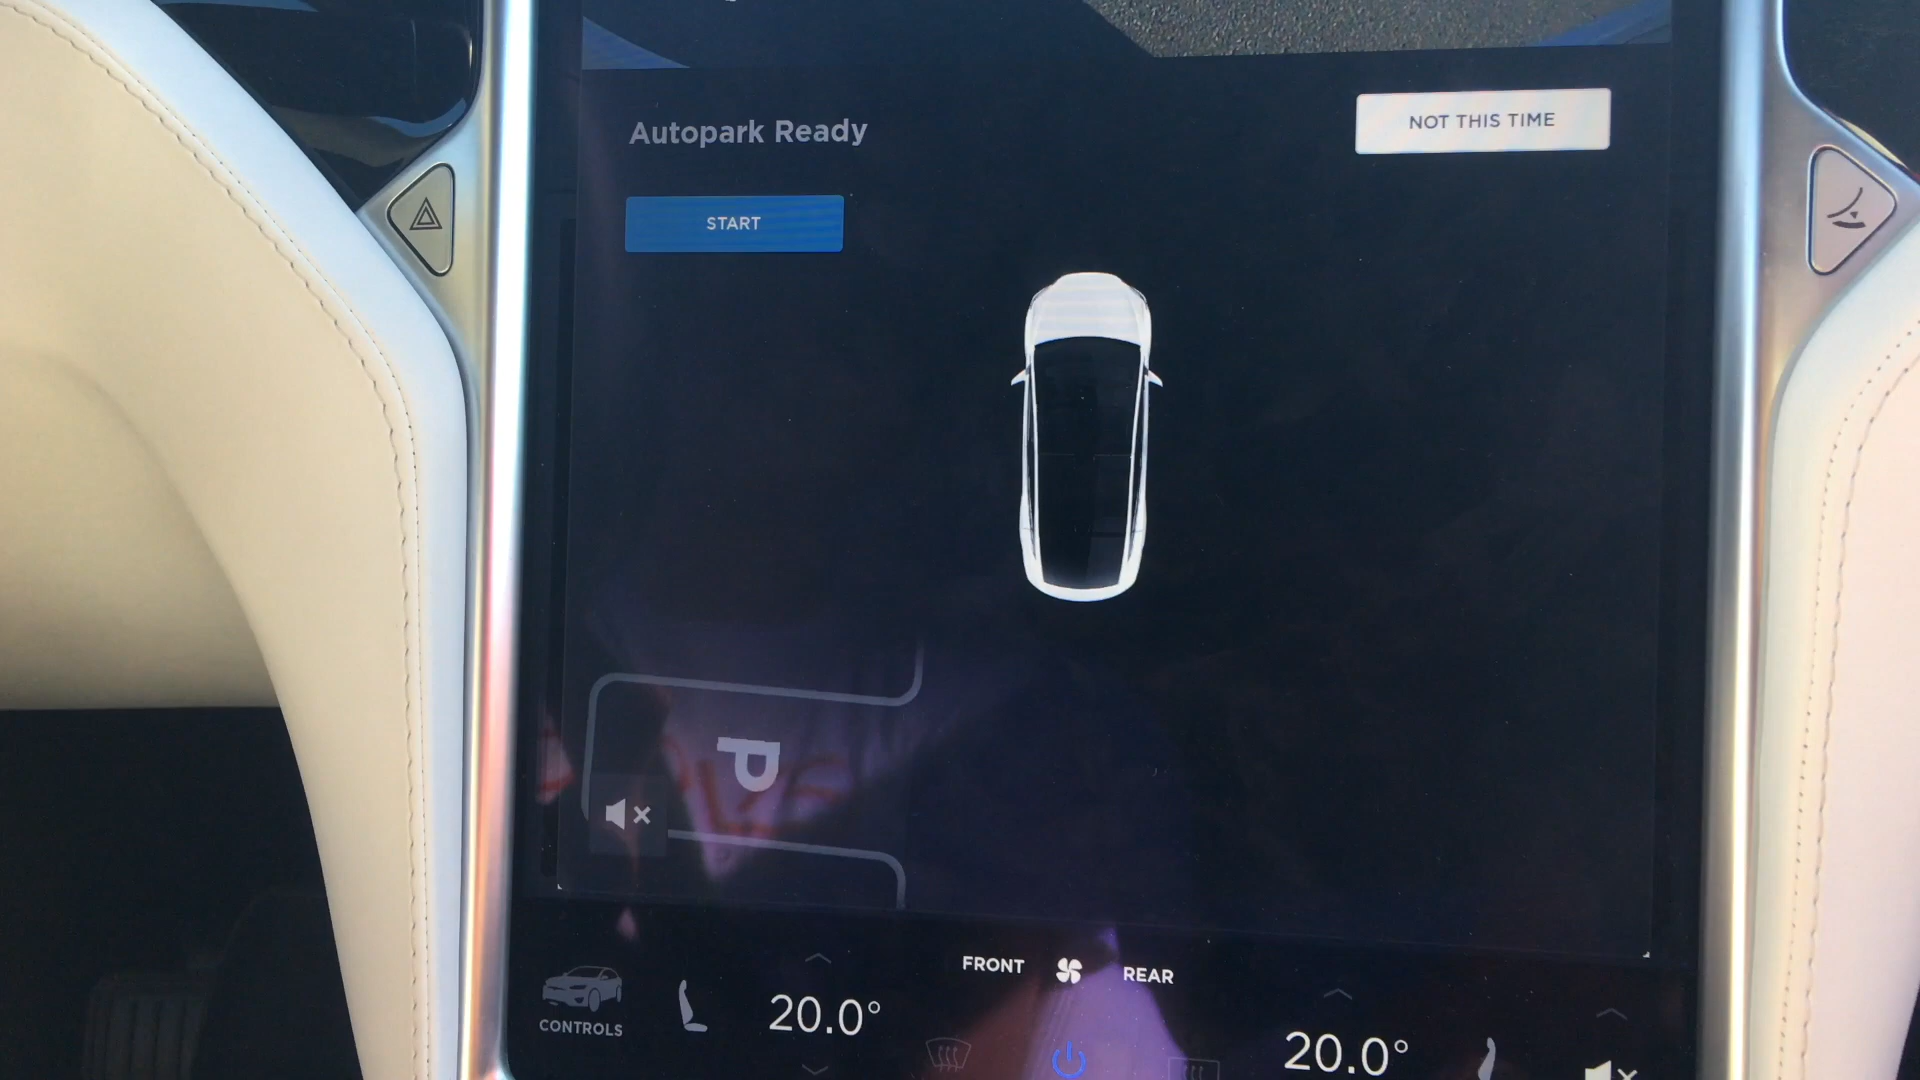 Autopark Ready
NOT THIS TIME
START
P
FRONT
REAR
CONTROLS
20.0°
20.0°